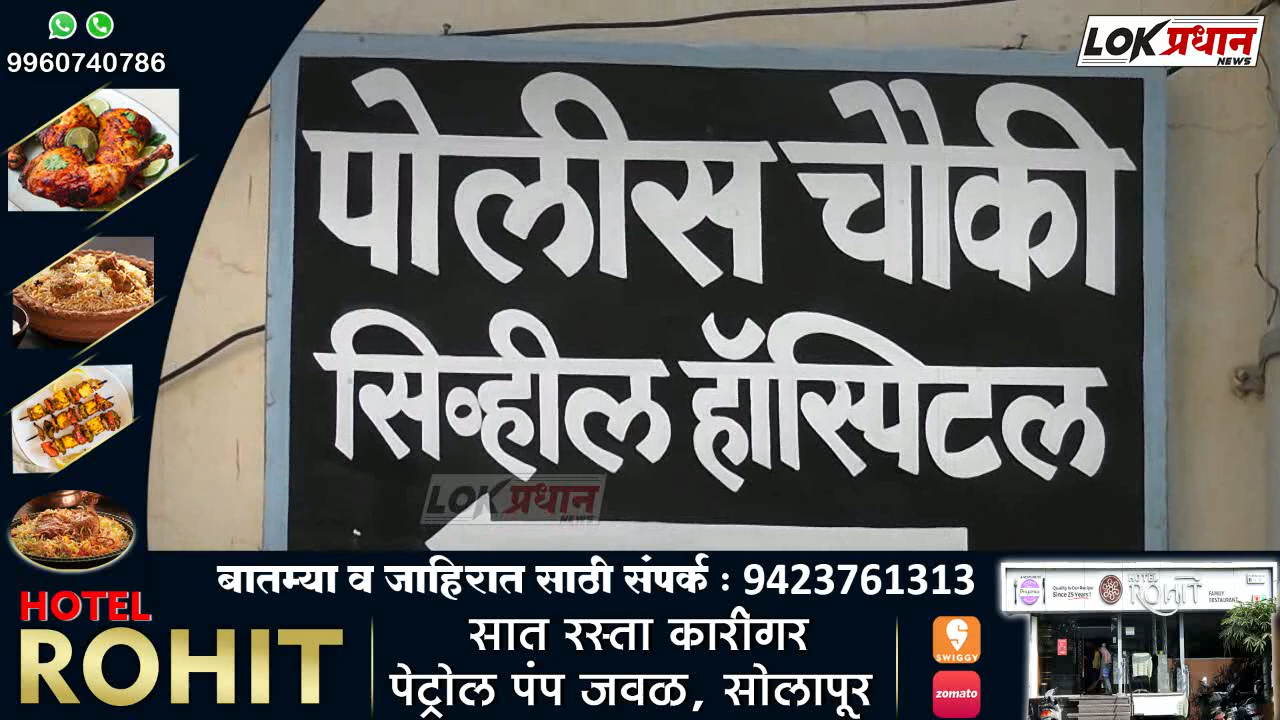 9960740786
LOK प्रधान
NEWS
पोलीस चौकी
सिव्हील हॉस्पिटल
LOK प्रधान
NEWS
बातम्या व जाहिरात साठी संपर्क : 9423761313
HOTEL
ROHIT
सात रस्ता कारीगर
पेट्रोल पंप जवळ, सोलापूर
SWIGGY
zomato
Since 25 Years!
HOTEL
ROHIT
FAMILY
RESTAURANT